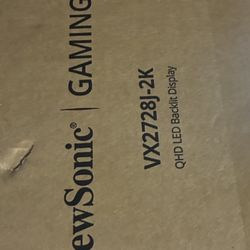 ewSonic® | GAMING
VX2728J-2K
QHD LED Backlit Display